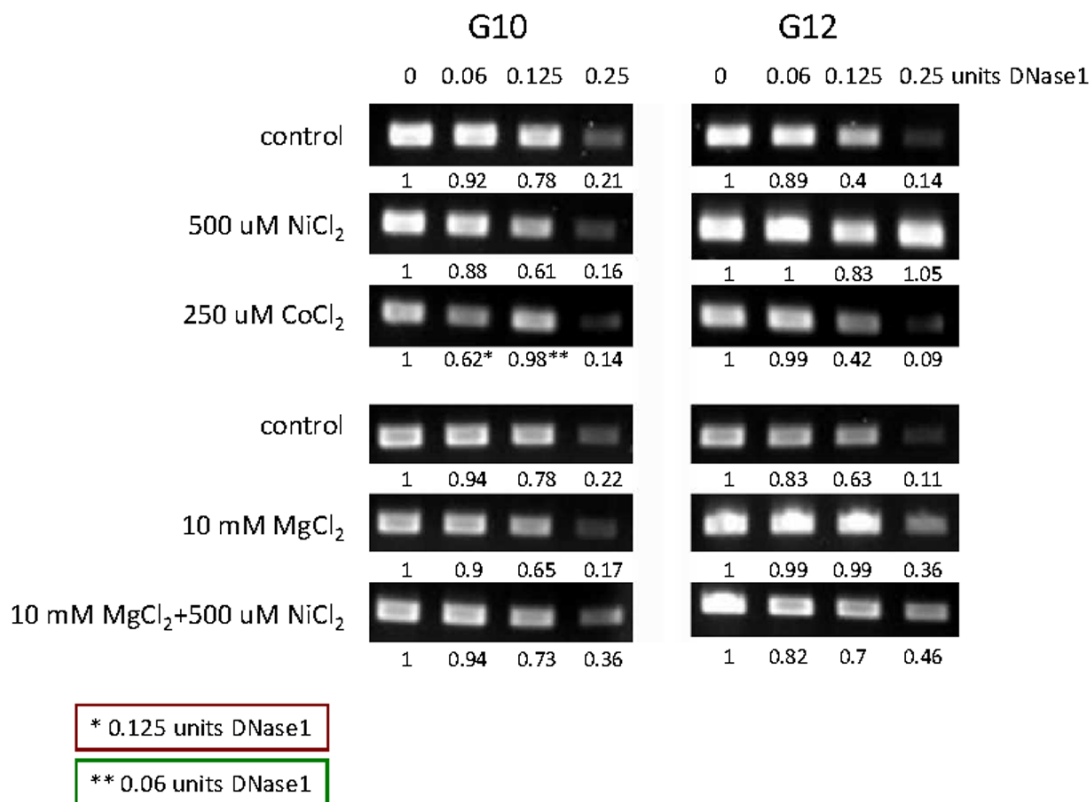 G10 G12
0 0.06 0.125 0.25 0 0.06 0.125 0.25 units DNase1
control
1 0.92 0.78 0.21 1 0.89 0.4 0.14
500 uM NiCl₂
1 0.88 0.61 0.16 1 1 0.83 1.05
250 uM CoCl₂
1 0.62* 0.98** 0.14 1 0.99 0.42 0.09
control
1 0.94 0.78 0.22 1 0.83 0.63 0.11
10 mM MgCl₂
1 0.9 0.65 0.17 1 0.99 0.99 0.36
10 mM MgCl₂+500 uM NiCl₂
1 0.94 0.73 0.36 1 0.82 0.7 0.46
* 0.125 units DNase1
** 0.06 units DNase1